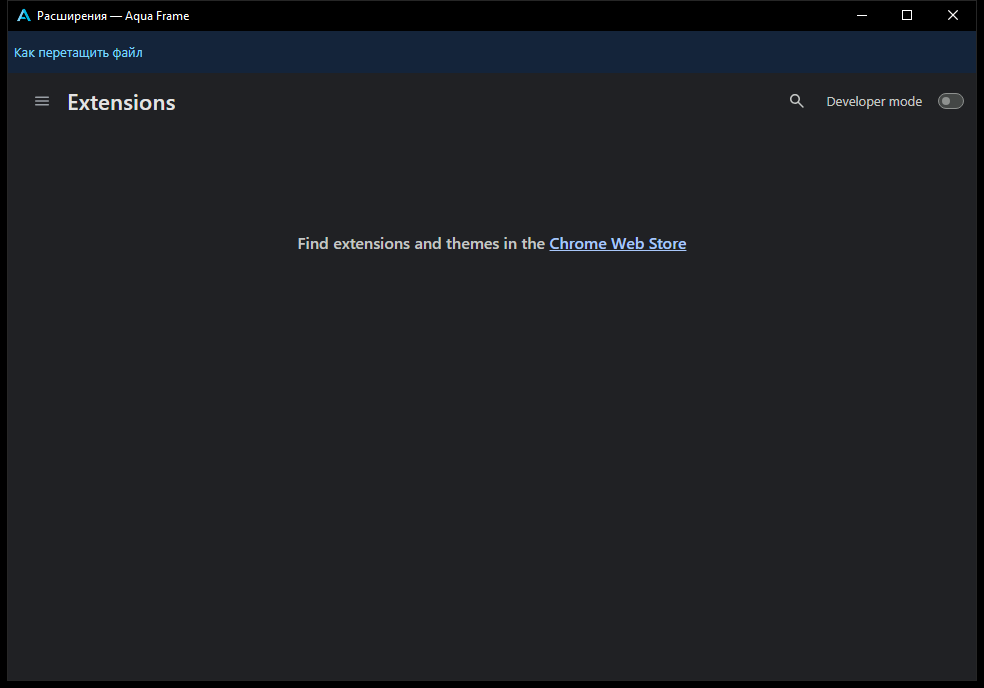 Расширения — Aqua Frame
Как перетащить файл
Extensions
Developer mode
Find extensions and themes in the Chrome Web Store